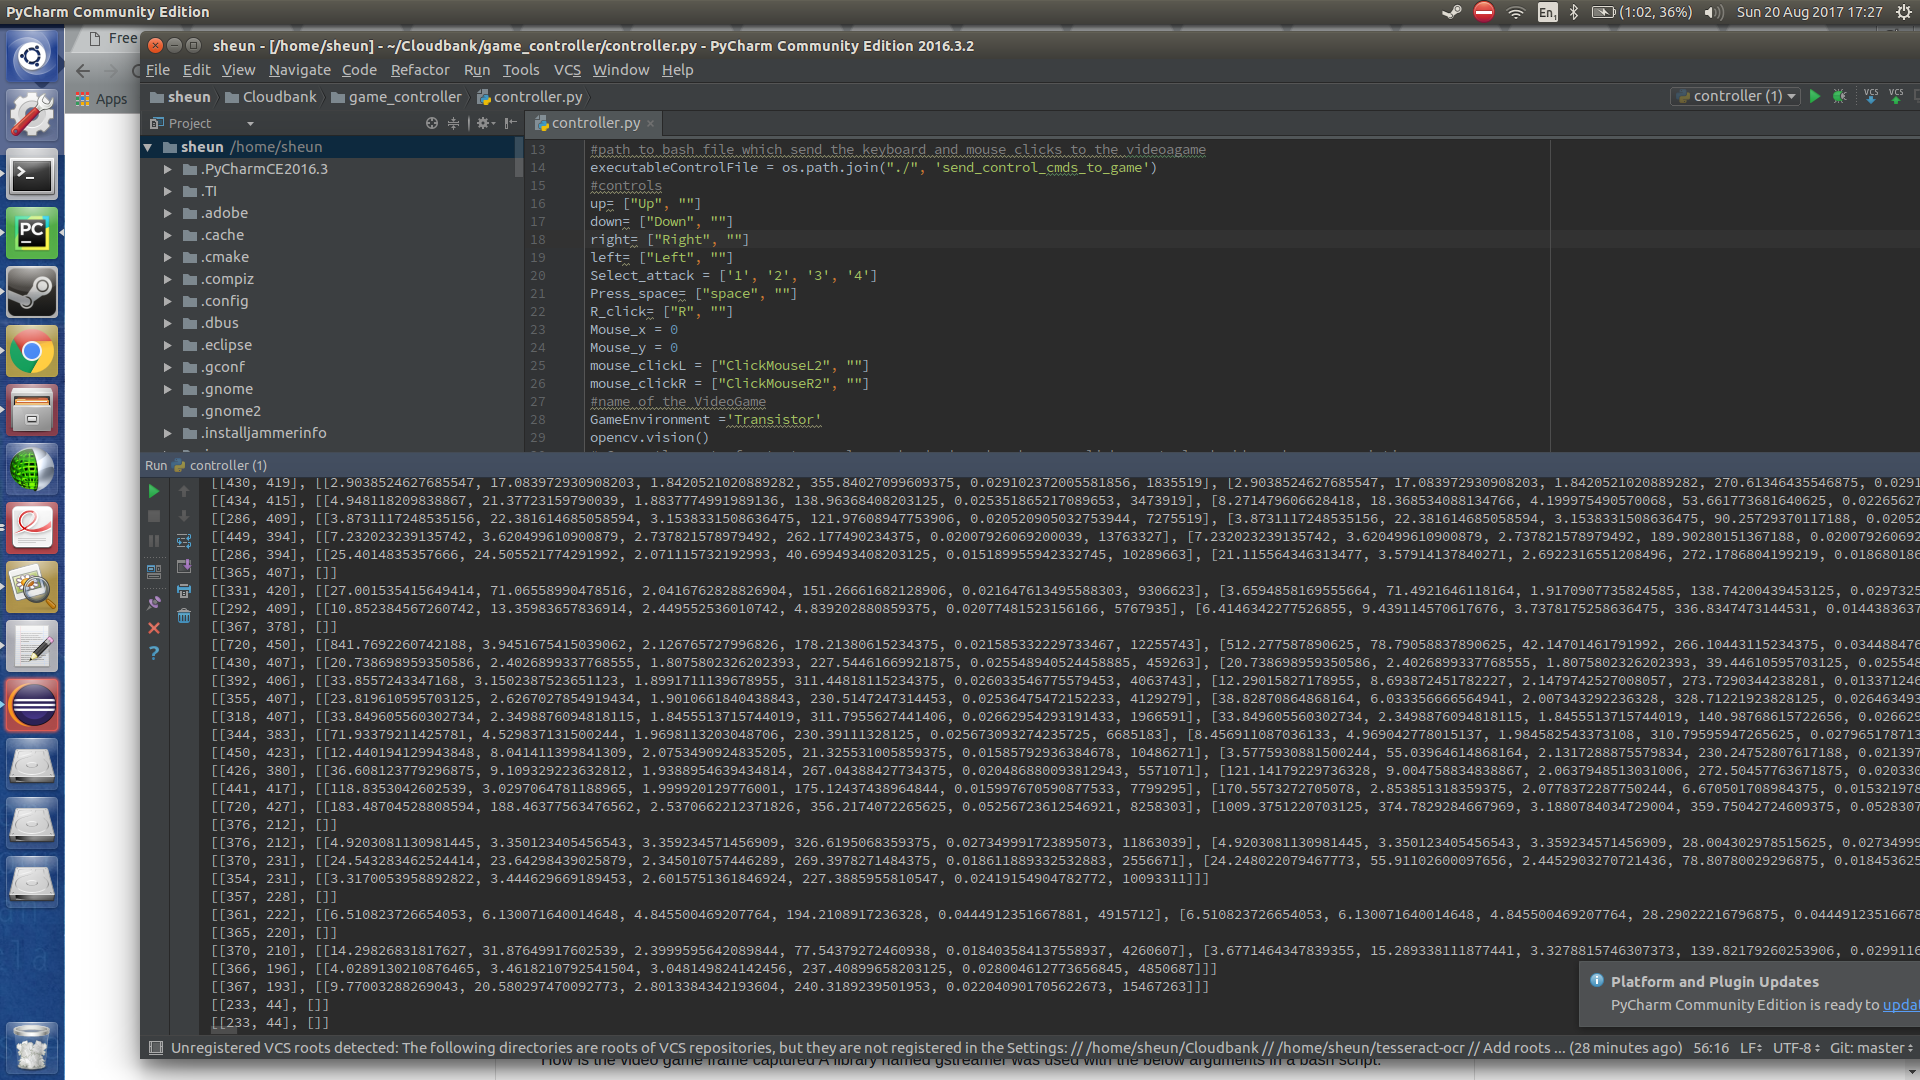 PyCharm Community Edition
En1
(1:02, 36%)
Sun 20 Aug 2017 17:27
Free
Apps
sheun - [/home/sheun] - ~/Cloudbank/game_controller/controller.py - PyCharm Community Edition 2016.3.2
File Edit View Navigate Code Refactor Run Tools VCS Window Help
sheun Cloudbank game_controller controller.py
controller (1)
VCS VCS
Project
controller.py
sheun /home/sheun
.PyCharmCE2016.3
.TI
.adobe
.cache
.cmake
.compiz
.config
.dbus
.eclipse
.gconf
.gnome
.gnome2
.installjammerinfo
13 #path to bash file which send the keyboard and mouse clicks to the videoagame
14 executableControlFile = os.path.join("./", 'send_control_cmds_to_game')
15 #controls
16 up= ["Up", ""]
17 down= ["Down", ""]
18 right= ["Right", ""]
19 left= ["Left", ""]
20 Select_attack = ['1', '2', '3', '4']
21 Press_space= ["space", ""]
22 R_click= ["R", ""]
23 Mouse_x = 0
24 Mouse_y = 0
25 mouse_clickL = ["ClickMouseL2", ""]
26 mouse_clickR = ["ClickMouseR2", ""]
27 #name of the VideoGame
28 GameEnvironment ='Transistor'
29 opencv.vision()
Run controller (1)
[[430, 419], [[2.9038524627685547, 17.083972930908203, 1.8420521020889282, 355.84027099609375, 0.029102372005581856, 1835519], [2.9038524627685547, 17.083972930908203, 1.8420521020889282, 270.61346435546875, 0.0291
[[434, 415], [[4.948118209838867, 21.37723159790039, 1.8837774991989136, 138.96368408203125, 0.025351865217089653, 3473919], [8.271479606628418, 18.368534088134766, 4.199975490570068, 53.661773681640625, 0.02265627
[[286, 409], [[3.8731117248535156, 22.381614685058594, 3.1538331508636475, 121.97608947753906, 0.020520905032753944, 7275519], [3.8731117248535156, 22.381614685058594, 3.1538331508636475, 90.25729370117188, 0.0205
[[449, 394], [[7.232023239135742, 3.620499610900879, 2.737821578979492, 262.177490234375, 0.02007926069200039, 13763327], [7.232023239135742, 3.620499610900879, 2.737821578979492, 189.90280151367188, 0.0200792606 92
[[286, 394], [[25.4014835357666, 24.505521774291992, 2.071115732192993, 40.699493408203125, 0.015189955942332745, 10289663], [21.115564346313477, 3.579141378402710, 2.6922316551208496, 272.1786804199219, 0.018680186
[[365, 407], []]
[[331, 420], [[27.001535415649414, 71.06558990478516, 2.0416762828826904, 151.26661682128906, 0.021647613495588303, 9306623], [3.6594858169555664, 71.4921646118164, 1.9170907735824585, 138.74200439453125, 0.0297325
[[292, 409], [[10.852384567260742, 13.35983657836914, 2.449552536010742, 4.839202880859375, 0.02077481523156166, 5767935], [6.4146342277526855, 9.439114570617676, 3.7378175258636475, 336.8347473144531, 0.0144383637
[[367, 378], []]
[[720, 450], [[841.7692260742188, 3.9451675415039062, 2.126765727996826, 178.21380615234375, 0.021585332229733467, 12255743], [512.277587890625, 78.79058837890625, 42.14701461791992, 266.10443115234375, 0.034488476
[[430, 407], [[20.738698959350586, 2.4026899337768555, 1.8075802326202393, 227.54461669921875, 0.025548940524458885, 459263], [20.738698959350586, 2.4026899337768555, 1.8075802326202393, 39.44610595703125, 0.02554​8
[[392, 406], [[33.8557243347168, 3.1502387523651123, 1.8991711139678955, 311.44818115234375, 0.026033546775579453, 4063743], [12.29015827178955, 8.693872451782227, 2.1479742527008057, 273.7290344238281, 0.013371246
[[355, 407], [[23.819610595703125, 2.6267027854919434, 1.9010661840438843, 230.5147247314453, 0.02536475472152233, 4129279], [38.82870864868164, 6.033356666564941, 2.007343292236328, 328.71221923828125, 0.026463493
[[318, 407], [[33.849605560302734, 2.3498876094818115, 1.8455513715744019, 311.7955627441406, 0.02662954293191433, 1966591], [33.849605560302734, 2.3498876094818115, 1.8455513715744019, 140.98768615722656, 0.02662​9
[[344, 383], [[71.93379211425781, 4.529837131500244, 1.9698113203048706, 230.39111328125, 0.025673093274235725, 6685183], [8.456911087036133, 4.969042778015137, 1.984582543373108, 310.79595947265625, 0.027965178713
[[450, 423], [[12.440194129943848, 8.041411399841309, 2.0753490924835205, 21.325531005859375, 0.01585792936384678, 10486271], [3.5775930881500244, 55.03964614868164, 2.1317288875579834, 230.24752807617188, 0.021397
[[426, 380], [[36.608123779296875, 9.109329223632812, 1.9388954639434814, 267.04388427734375, 0.020486880093812943, 5571071], [121.14179229736328, 9.004758834838867, 2.0637948513031006, 272.50457763671875, 0.020330
[[441, 417], [[118.8353042602539, 3.0297064781188965, 1.999920129776001, 175.12437438964844, 0.015997670590877533, 7799295], [170.5573272705078, 2.853851318359375, 2.0778372287750244, 6.670501708984375, 0.015321978
[[720, 427], [[183.48704528808594, 188.46377563476562, 2.5370662212371826, 356.2174072265625, 0.052567236125​46921, 8258303], [1009.3751220703125, 374.7829284667969, 3.1880784034729004, 359.75042724609375, 0.0528307
[[376, 212], []]
[[376, 212], [[4.9203081130981445, 3.350123405456543, 3.359234571456909, 326.6195068359375, 0.027349991723895073, 11863039], [4.9203081130981445, 3.350123405456543, 3.359234571456909, 28.004302978515625, 0.0273499​9
[[370, 231], [[24.543283462524414, 23.64298439025879, 2.345010757446289, 269.3978271484375, 0.018611889332532883, 2556671], [24.248022079467773, 55.91102600097656, 2.4452903270721436, 78.80780029296875, 0.018453625
[[354, 231], [[3.3170053958892822, 3.444629669189453, 2.6015751361846924, 227.3885955810547, 0.02419154904782772, 10093311]]]
[[357, 228], []]
[[361, 222], [[6.510823726654053, 6.130071640014648, 4.845500469207764, 194.2108917236328, 0.0444912351667881, 4915712], [6.510823726654053, 6.130071640014648, 4.845500469207764, 28.29022216796875, 0.04449123516678
[[365, 220], []]
[[370, 210], [[14.29826831817627, 31.87649917602539, 2.3999595642089844, 77.54379272460938, 0.018403584137558937, 4260607], [3.6771464347839355, 15.289338111877441, 3.3278815746307373, 139.82179260253906, 0.0299116
[[366, 196], [[4.0289130210876465, 3.4618210792541504, 3.048149824142456, 237.40899658203125, 0.028004612773656845, 4850687]]]
[[367, 193], [[9.77003288269043, 20.580297470092773, 2.8013384342193604, 240.3189239501953, 0.022040901705622673, 15467263]]]
[[233, 44], []]
[[233, 44], []]
Platform and Plugin Updates
PyCharm Community Edition is ready to updat
Unregistered VCS roots detected: The following directories are roots of VCS repositories, but they are not registered in the Settings: // /home/sheun/Cloudbank // /home/sheun/tesseract-ocr // Add roots ... (28 minutes ago) 56:16 LF UTF-8 Git: master
How is the video game frame captured A library named gstreamer was used with the below arguments in a bash script.